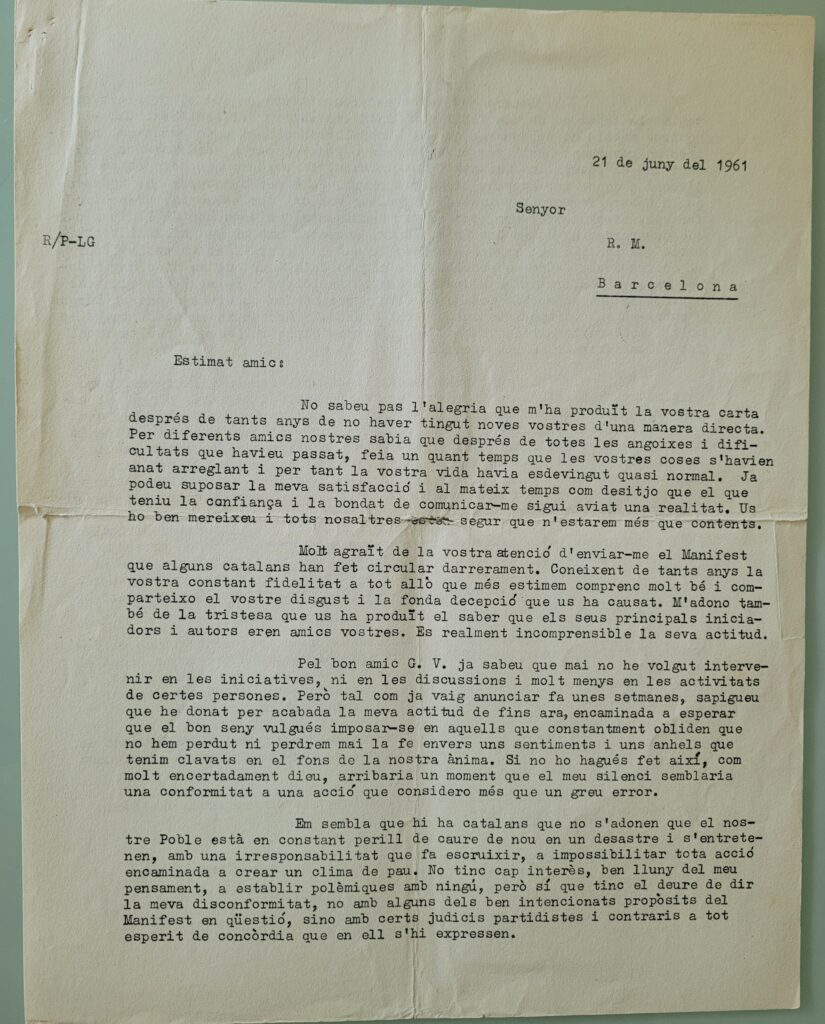 21 de juny del 1961
Senyor
R/P-LG
R. M.
Barcelona
Estimat amic:
No sabeu pas l'alegria que m'ha produït la vostra carta
després de tants anys de no haver tingut noves vostres d'una manera directa.
Per diferents amics nostres sabia que després de totes les angoixes i difi-
cultats que havieu passat, feia un quant temps que les vostres coses s'havien
anat arreglant i per tant la vostra vida havia esdevingut quasi normal. Ja
podeu suposar la meva satisfacció i al mateix temps com desitjo que el que
teniu la confiança i la bondat de comunicar-me sigui aviat una realitat. Us
ho ben mereixeu i tots nosaltres segur que n'estarem més que contents.
Molt agraït de la vostra atenció d'enviar-me el Manifest
que alguns catalans han fet circular darrerament. Coneixent de tants anys la
vostra constant fidelitat a tot allò que més estimem comprenc molt bé i com-
parteixo el vostre disgust i la fonda decepció que us ha causat. M'adono tam-
bé de la tristesa que us ha produït el saber que els seus principals inicia-
dors i autors eren amics vostres. Es realment incomprensible la seva actitud.
Pel bon amic G. V. ja sabeu que mai no he volgut interve-
nir en les iniciatives, ni en les discussions i molt menys en les activitats
de certes persones. Però tal com ja vaig anunciar fa unes setmanes, sapigueu
que he donat per acabada la meva actitud de fins ara, encaminada a esperar
que el bon seny vulgués imposar-se en aquells que constantment obliden que
no hem perdut ni perdrem mai la fe envers uns sentiments i uns anhels que
tenim clavats en el fons de la nostra ànima. Si no ho hagués fet així, com
molt encertadament dieu, arribaria un moment que el meu silenci semblaria
una conformitat a una acció que considero més que un greu error.
Em sembla que hi ha catalans que no s'adonen que el nos-
tre Poble està en constant perill de caure de nou en un desastre i s'entrete-
nen, amb una irresponsabilitat que fa escruixir, a impossibilitar tota acció
encaminada a crear un clima de pau. No tinc cap interès, ben lluny del meu
pensament, a establir polèmiques amb ningú, però sí que tinc el deure de dir
la meva disconformitat, no amb alguns dels ben intencionats propòsits del
Manifest en qüestió, sino amb certs judicis partidistes i contraris a tot
esperit de concòrdia que en ell s'hi expressen.